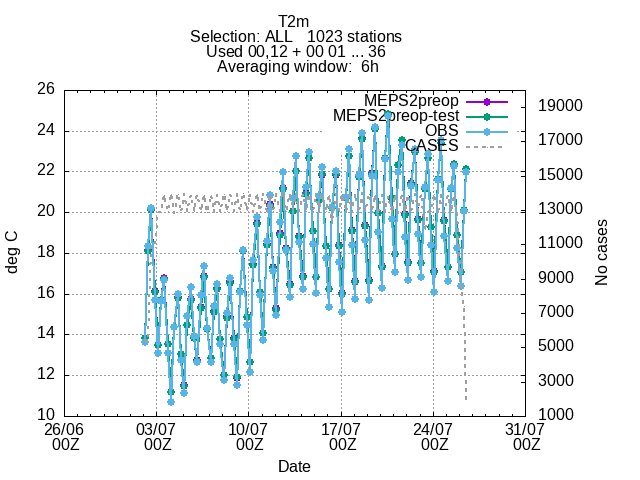 T2m
Selection: ALL   1023 stations
Used 00,12 + 00 01 ... 36
Averaging window:  6h
MEPS2preop
MEPS2preop-test
OBS
CASES
26
24
22
20
18
16
14
12
10
19000
17000
15000
13000
11000
9000
7000
5000
3000
1000
deg C
No cases
26/06 03/07 10/07 17/07 24/07 31/07
00Z 00Z 00Z 00Z 00Z 00Z
Date